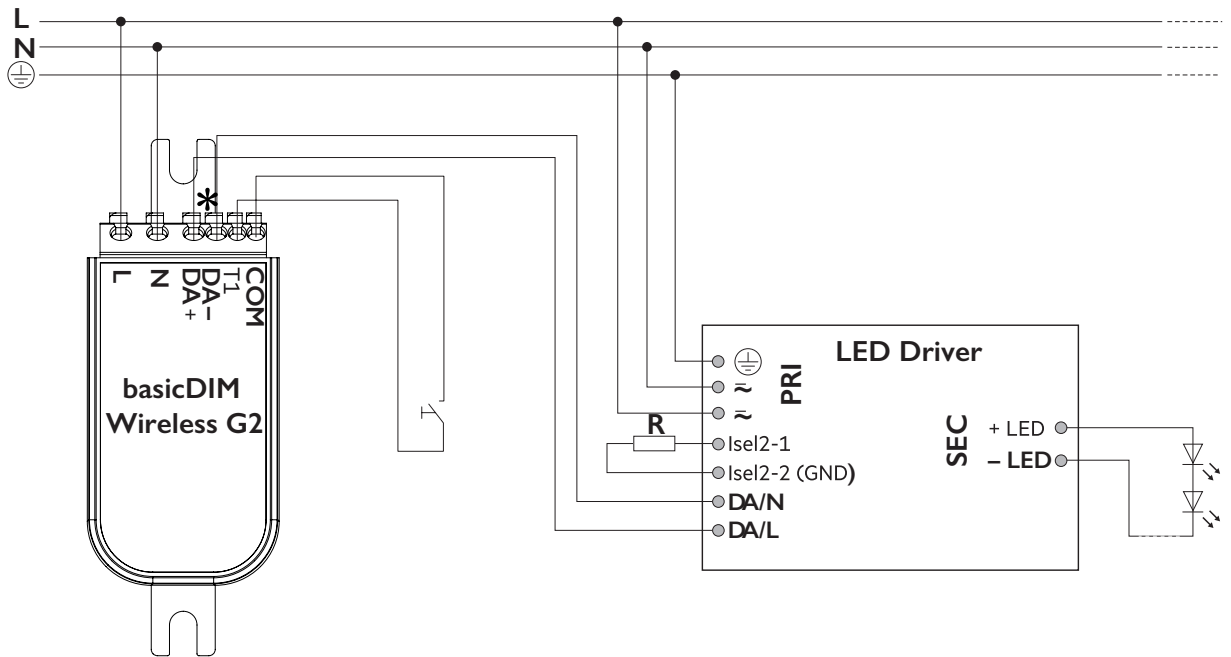 L
N
*
L
N
DA+
DA-
T1
COM
basicDIM
Wireless G2
LED Driver
PRI
~
~
R
Isel2-1
Isel2-2 (GND)
DA/N
DA/L
SEC
+ LED
– LED